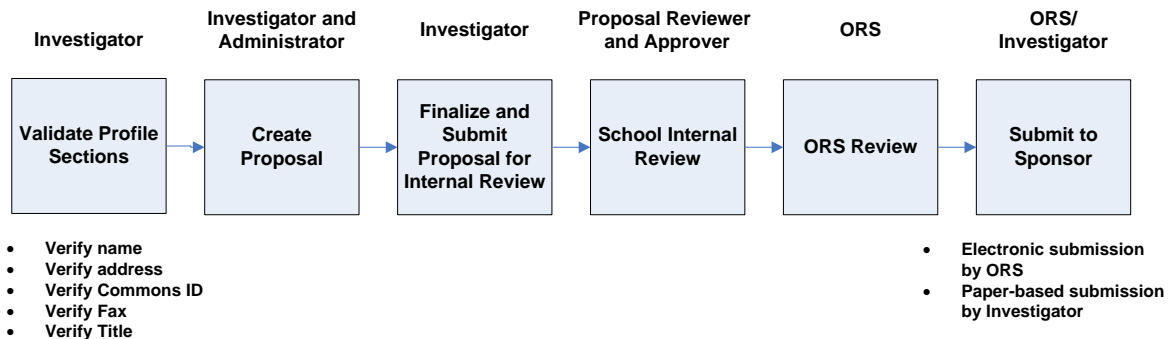 Investigator
Investigator and
Administrator
Investigator
Proposal Reviewer
and Approver
ORS
ORS/
Investigator
Validate Profile
Sections
Create
Proposal
Finalize and
Submit
Proposal for
Internal Review
School Internal
Review
ORS Review
Submit to
Sponsor
• Verify name
• Verify address
• Verify Commons ID
• Verify Fax
• Verify Title
• Electronic submission
by ORS
• Paper-based submission
by Investigator